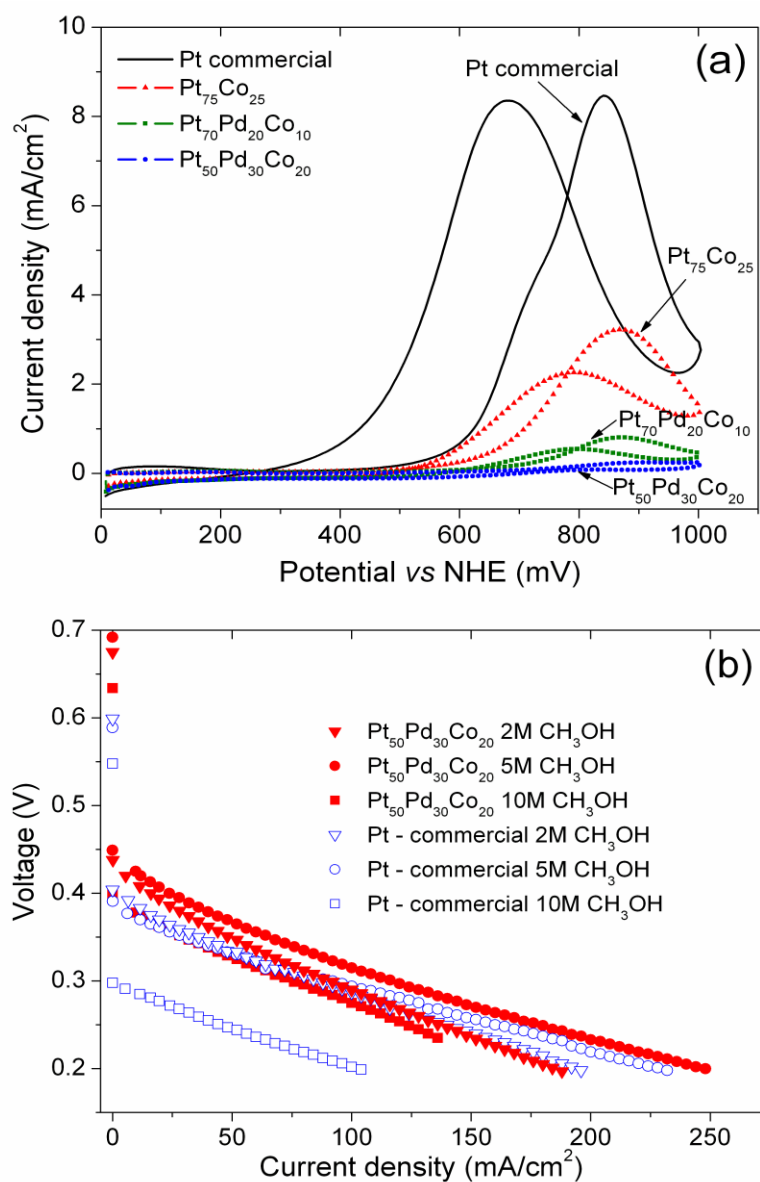 (a)
Pt commercial
Pt₇₅Co₂₅
Pt₇₀Pd₂₀Co₁₀
Pt₅₀Pd₃₀Co₂₀
Pt commercial
Pt₇₅Co₂₅
Pt₇₀Pd₂₀Co₁₀
Pt₅₀Pd₃₀Co₂₀
10
8
6
4
2
0
Current density (mA/cm²)
0 200 400 600 800 1000
Potential vs NHE (mV)
(b)
Pt₅₀Pd₃₀Co₂₀ 2M CH₃OH
Pt₅₀Pd₃₀Co₂₀ 5M CH₃OH
Pt₅₀Pd₃₀Co₂₀ 10M CH₃OH
Pt - commercial 2M CH₃OH
Pt - commercial 5M CH₃OH
Pt - commercial 10M CH₃OH
0.7
0.6
0.5
0.4
0.3
0.2
Voltage (V)
0 50 100 150 200 250
Current density (mA/cm²)